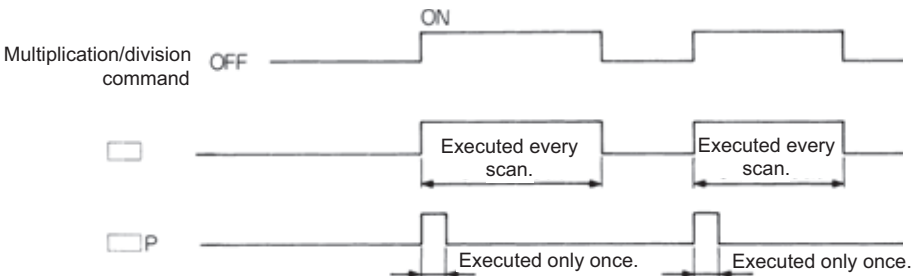 ON
Multiplication/division
command
OFF
Executed every
scan.
Executed every
scan.
P
Executed only once.
Executed only once.